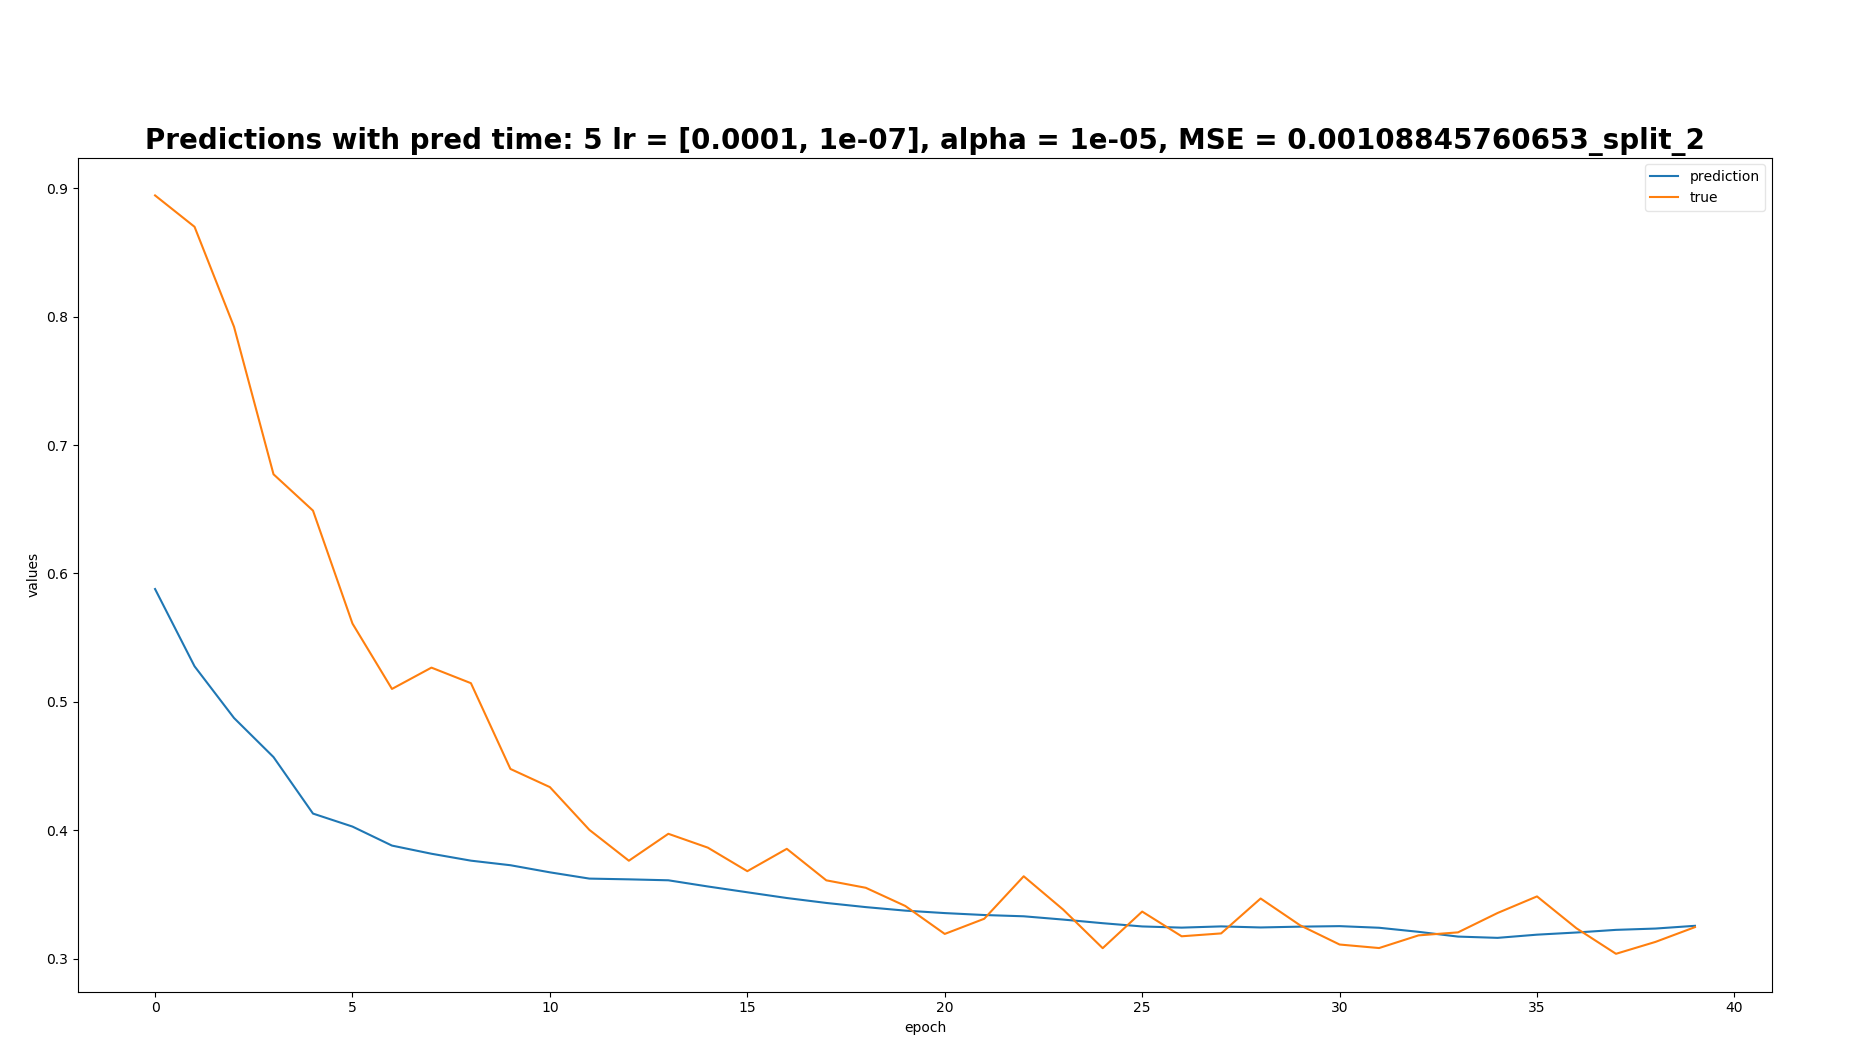 Predictions with pred time: 5 lr = [0.0001, 1e-07], alpha = 1e-05, MSE = 0.00108845760653_split_2
prediction
true
values
0.9
0.8
0.7
0.6
0.5
0.4
0.3
0 5 10 15 20 25 30 35 40
epoch